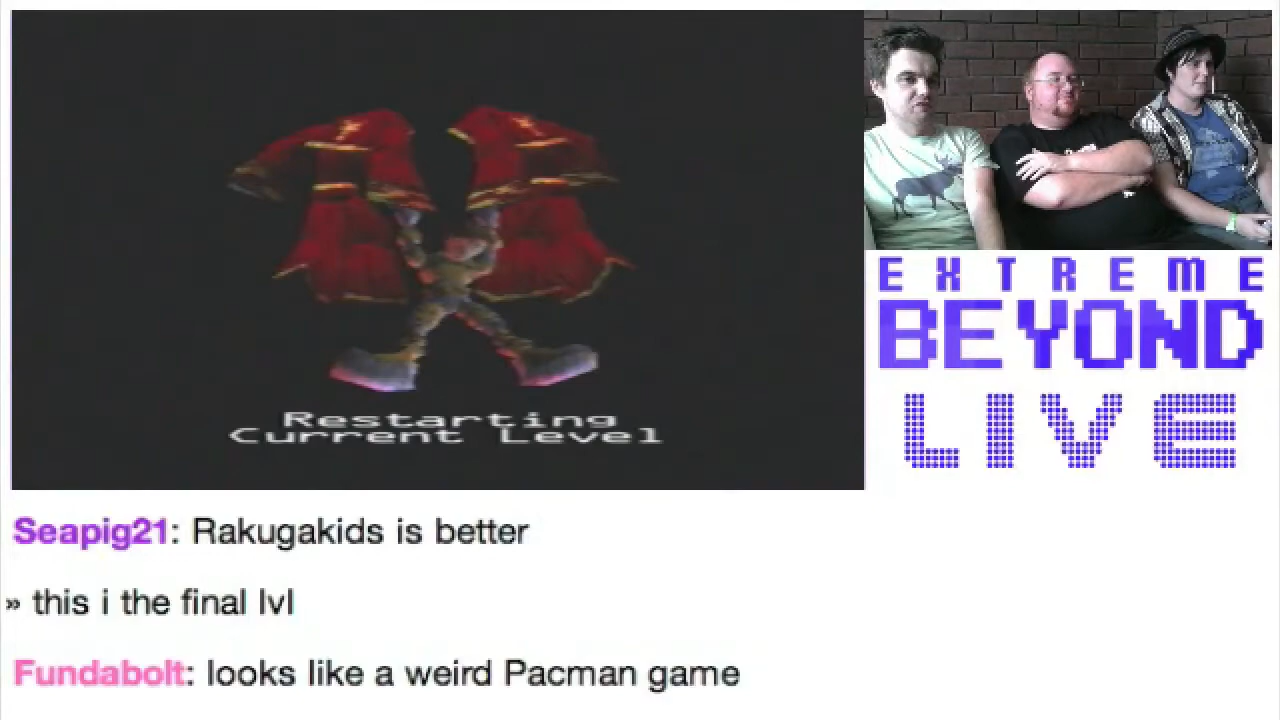 Restarting
Current Level
EXTREME
BEYOND
LIVE
Seapig21: Rakugakids is better
» this i the final lvl
Fundabolt: looks like a weird Pacman game